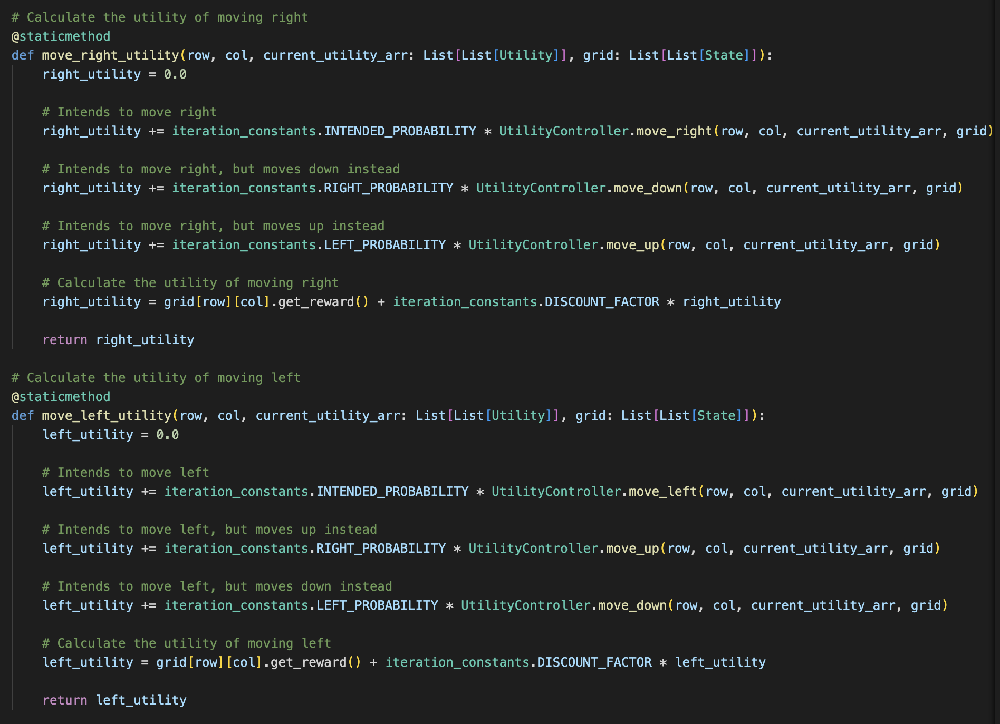 # Calculate the utility of moving right
@staticmethod
def move_right_utility(row, col, current_utility_arr: List[List[Utility]], grid: List[List[State]]):
    right_utility = 0.0

    # Intends to move right
    right_utility += iteration_constants.INTENDED_PROBABILITY * UtilityController.move_right(row, col, current_utility_arr, grid)

    # Intends to move right, but moves down instead
    right_utility += iteration_constants.RIGHT_PROBABILITY * UtilityController.move_down(row, col, current_utility_arr, grid)

    # Intends to move right, but moves up instead
    right_utility += iteration_constants.LEFT_PROBABILITY * UtilityController.move_up(row, col, current_utility_arr, grid)

    # Calculate the utility of moving right
    right_utility = grid[row][col].get_reward() + iteration_constants.DISCOUNT_FACTOR * right_utility

    return right_utility

# Calculate the utility of moving left
@staticmethod
def move_left_utility(row, col, current_utility_arr: List[List[Utility]], grid: List[List[State]]):
    left_utility = 0.0

    # Intends to move left
    left_utility += iteration_constants.INTENDED_PROBABILITY * UtilityController.move_left(row, col, current_utility_arr, grid)

    # Intends to move left, but moves up instead
    left_utility += iteration_constants.RIGHT_PROBABILITY * UtilityController.move_up(row, col, current_utility_arr, grid)

    # Intends to move left, but moves down instead
    left_utility += iteration_constants.LEFT_PROBABILITY * UtilityController.move_down(row, col, current_utility_arr, grid)

    # Calculate the utility of moving left
    left_utility = grid[row][col].get_reward() + iteration_constants.DISCOUNT_FACTOR * left_utility

    return left_utility